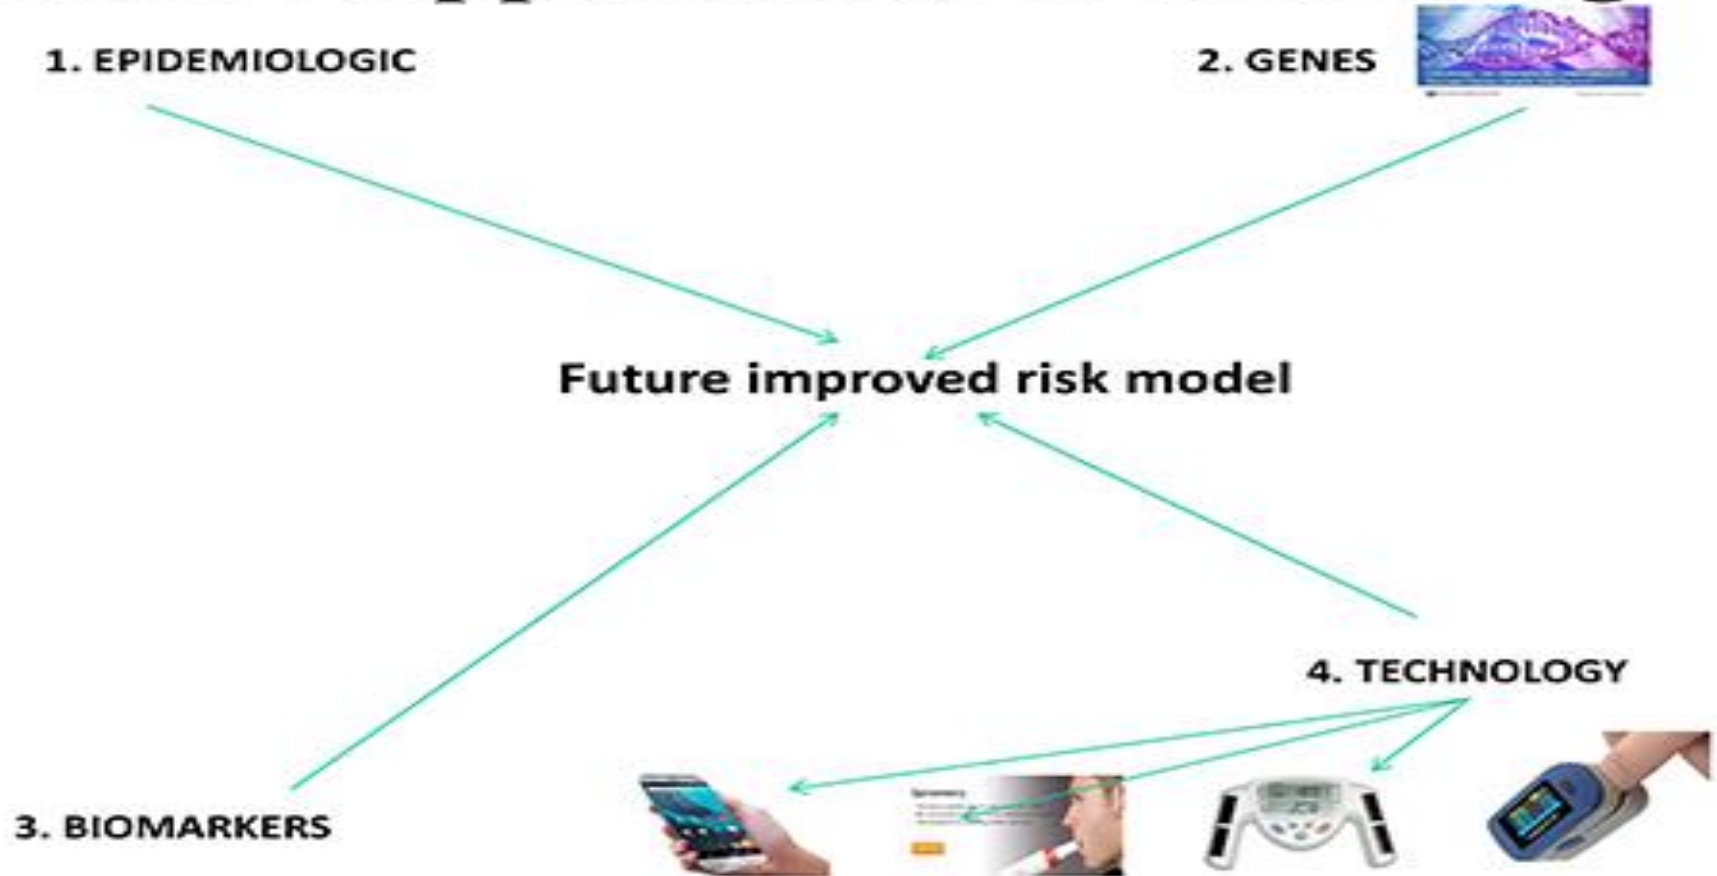 1. EPIDEMIOLOGIC
2. GENES
Future improved risk model
4. TECHNOLOGY
3. BIOMARKERS